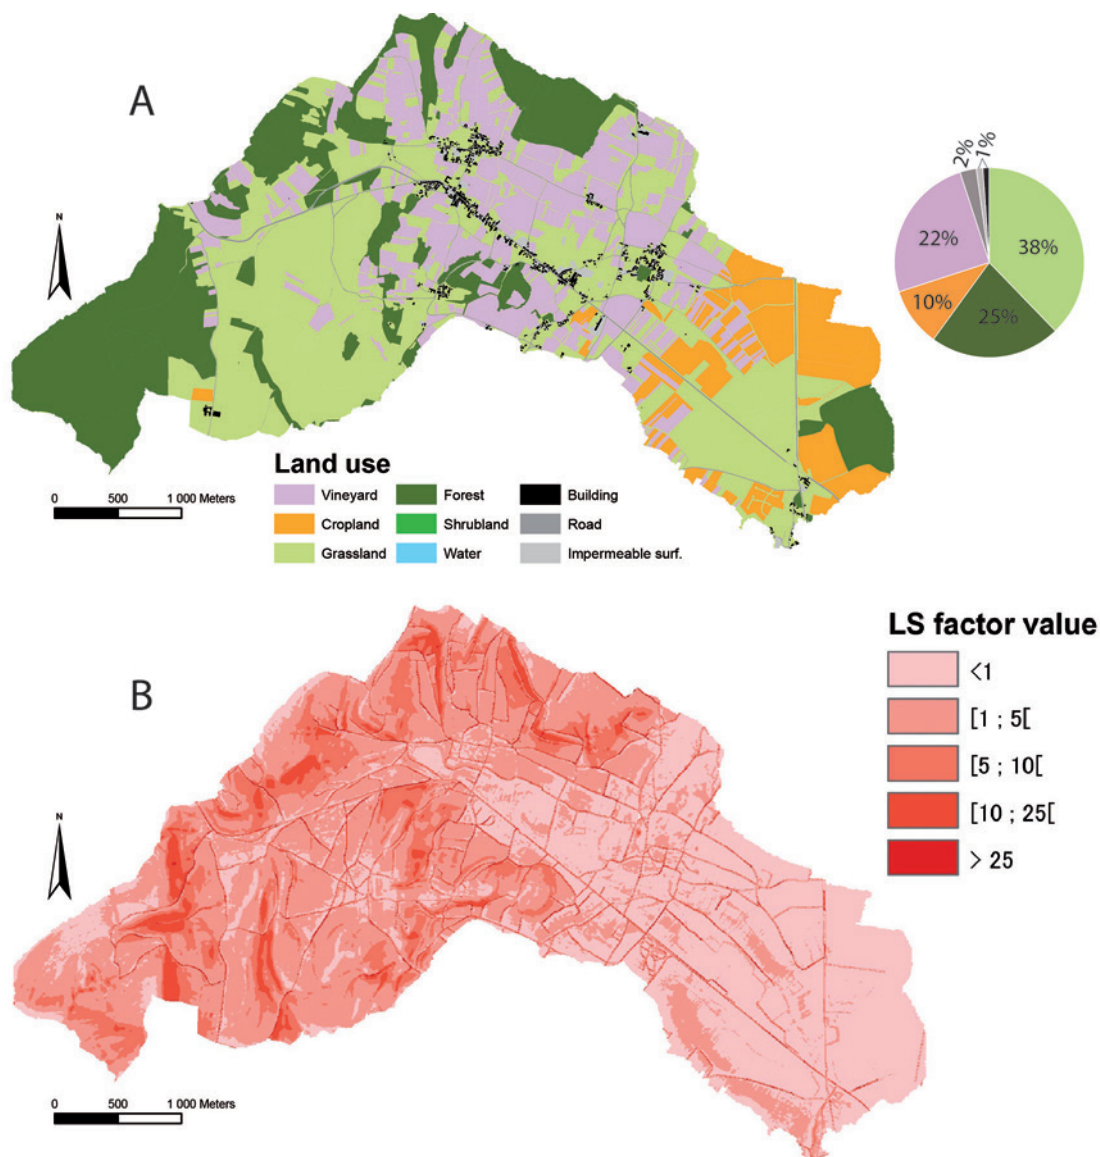 A
N
2%
1%
22%
38%
10%
25%
Land use
Vineyard
Forest
Building
Cropland
Shrubland
Road
Grassland
Water
Impermeable surf.
0 500 1 000 Meters
B
N
LS factor value
<1
[1 ; 5[
[5 ; 10[
[10 ; 25[
> 25
0 500 1 000 Meters